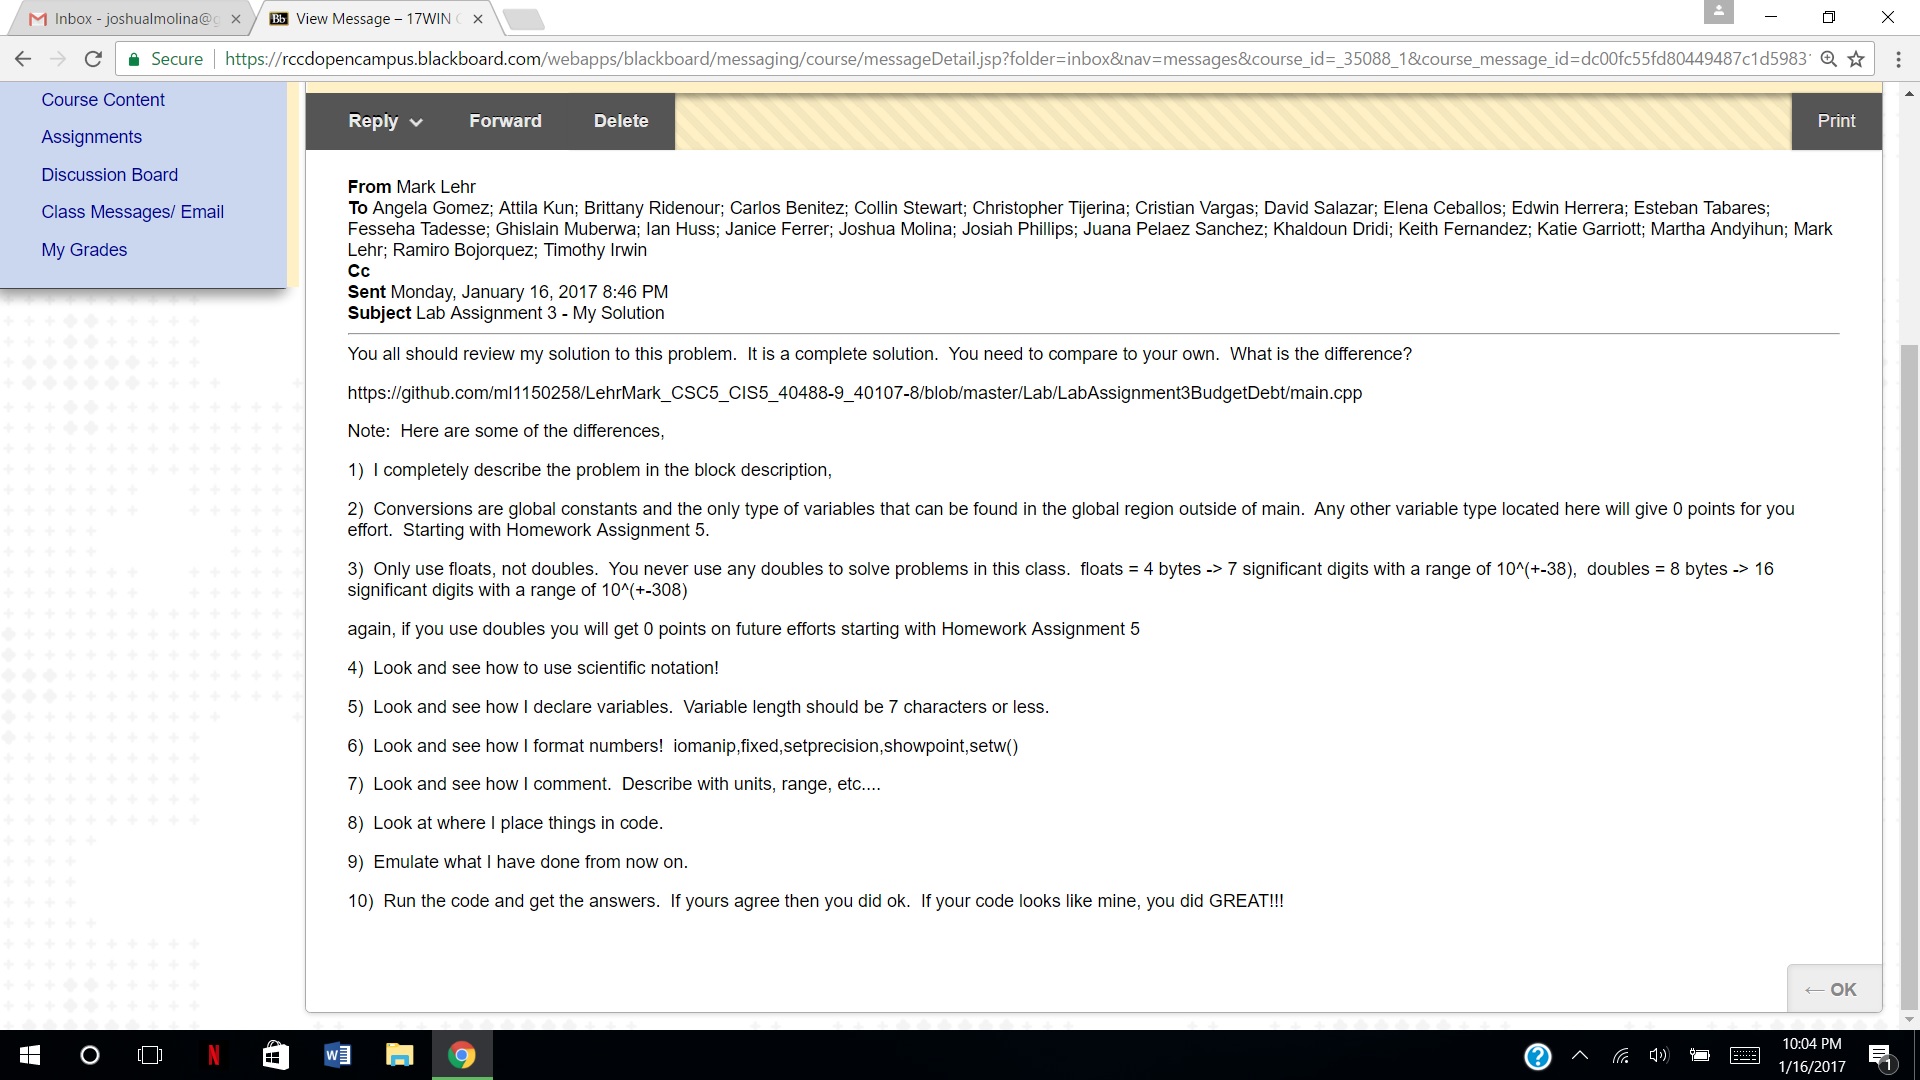 Inbox - joshualmolina@g
View Message – 17WIN
Secure
https://rccdopencampus.blackboard.com/webapps/blackboard/messaging/course/messageDetail.jsp?folder=inbox&nav=messages&course_id=_35088_1&course_message_id=dc00fc55fd80449487c1d5983
Course Content
Assignments
Discussion Board
Class Messages/ Email
My Grades
Reply Forward Delete Print
From Mark Lehr
To Angela Gomez; Attila Kun; Brittany Ridenour; Carlos Benitez; Collin Stewart; Christopher Tijerina; Cristian Vargas; David Salazar; Elena Ceballos; Edwin Herrera; Esteban Tabares;
Fesseha Tadesse; Ghislain Muberwa; Ian Huss; Janice Ferrer; Joshua Molina; Josiah Phillips; Juana Pelaez Sanchez; Khaldoun Dridi; Keith Fernandez; Katie Garriott; Martha Andyihun; Mark
Lehr; Ramiro Bojorquez; Timothy Irwin
Cc
Sent Monday, January 16, 2017 8:46 PM
Subject Lab Assignment 3 - My Solution
You all should review my solution to this problem.  It is a complete solution.  You need to compare to your own.  What is the difference?
https://github.com/ml1150258/LehrMark_CSC5_CIS5_40488-9_40107-8/blob/master/Lab/LabAssignment3BudgetDebt/main.cpp
Note:  Here are some of the differences,
1)  I completely describe the problem in the block description,
2)  Conversions are global constants and the only type of variables that can be found in the global region outside of main.  Any other variable type located here will give 0 points for you
effort.  Starting with Homework Assignment 5.
3)  Only use floats, not doubles.  You never use any doubles to solve problems in this class.  floats = 4 bytes -> 7 significant digits with a range of 10^(+-38),  doubles = 8 bytes -> 16
significant digits with a range of 10^(+-308)
again, if you use doubles you will get 0 points on future efforts starting with Homework Assignment 5
4)  Look and see how to use scientific notation!
5)  Look and see how I declare variables.  Variable length should be 7 characters or less.
6)  Look and see how I format numbers!  iomanip,fixed,setprecision,showpoint,setw()
7)  Look and see how I comment.  Describe with units, range, etc....
8)  Look at where I place things in code.
9)  Emulate what I have done from now on.
10)  Run the code and get the answers.  If yours agree then you did ok.  If your code looks like mine, you did GREAT!!!
← OK
10:04 PM
1/16/2017
1